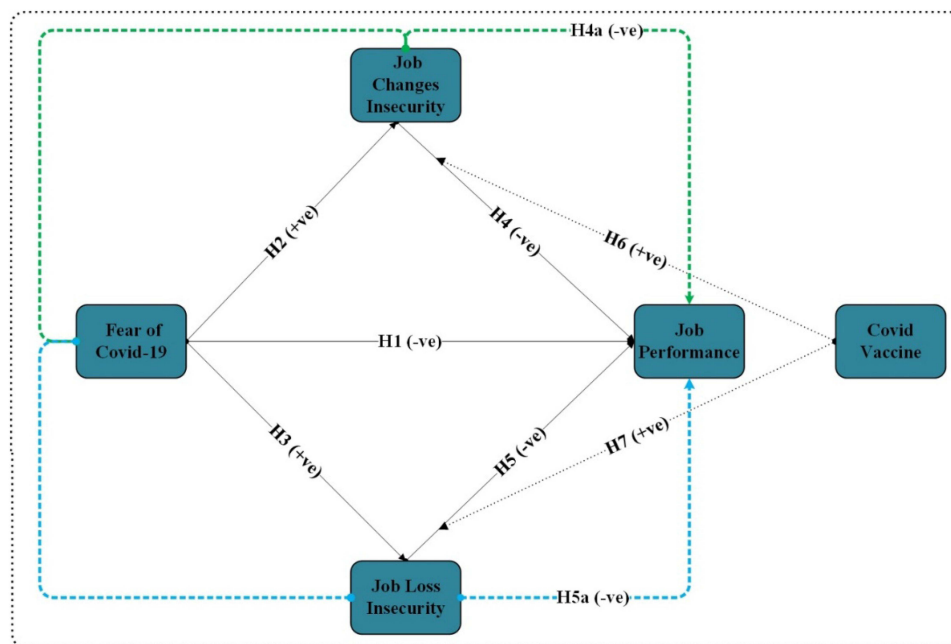 H4a (-ve)
Job
Changes
Insecurity
H2 (+ve)
H4 (-ve)
H6 (+ve)
Fear of
Covid-19
H1 (-ve)
Job
Performance
Covid
Vaccine
H3 (+ve)
H5 (-ve)
H7 (+ve)
Job Loss
Insecurity
H5a (-ve)